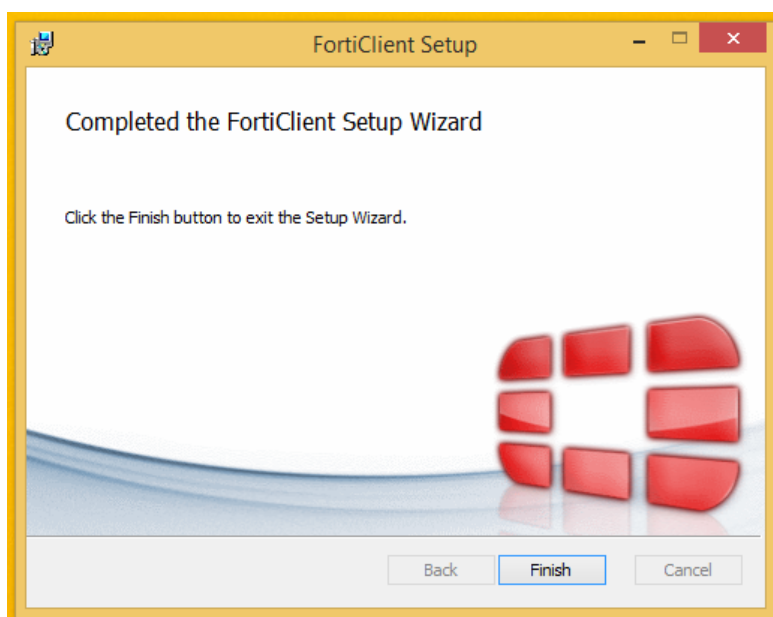 FortiClient Setup
Completed the FortiClient Setup Wizard
Click the Finish button to exit the Setup Wizard.
Back Finish Cancel